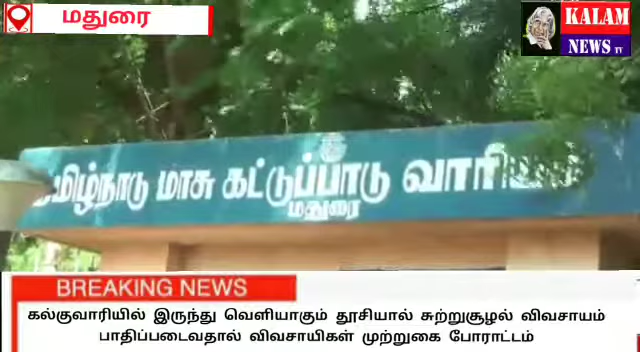 மதுரை
KALAM
NEWS TV
தமிழ்நாடு மாசு கட்டுப்பாடு வாரியம்
மதுரை
BREAKING NEWS
கல்குவாரியில் இருந்து வெளியாகும் தூசியால் சுற்றுசூழல் விவசாயம்
பாதிப்படைவதால் விவசாயிகள் முற்றுகை போராட்டம்